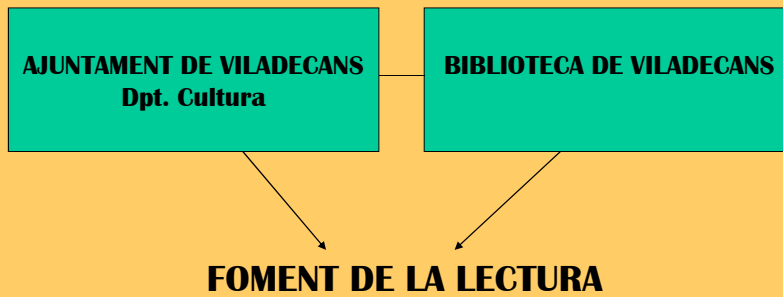 AJUNTAMENT DE VILADECANS
Dpt. Cultura
BIBLIOTECA DE VILADECANS
FOMENT DE LA LECTURA